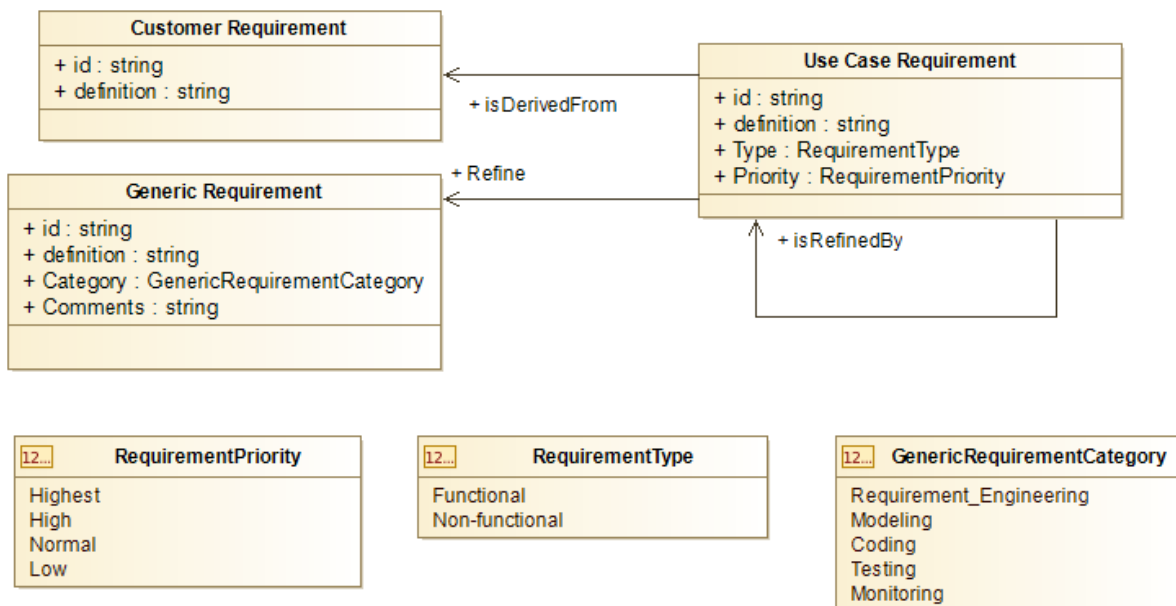 Customer Requirement
+ id : string
+ definition : string
Use Case Requirement
+ id : string
+ definition : string
+ Type : RequirementType
+ Priority : RequirementPriority
+ isDerivedFrom
+ Refine
Generic Requirement
+ id : string
+ definition : string
+ Category : GenericRequirementCategory
+ Comments : string
+ isRefinedBy
12... RequirementPriority
Highest
High
Normal
Low
12... RequirementType
Functional
Non-functional
12... GenericRequirementCategory
Requirement_Engineering
Modeling
Coding
Testing
Monitoring